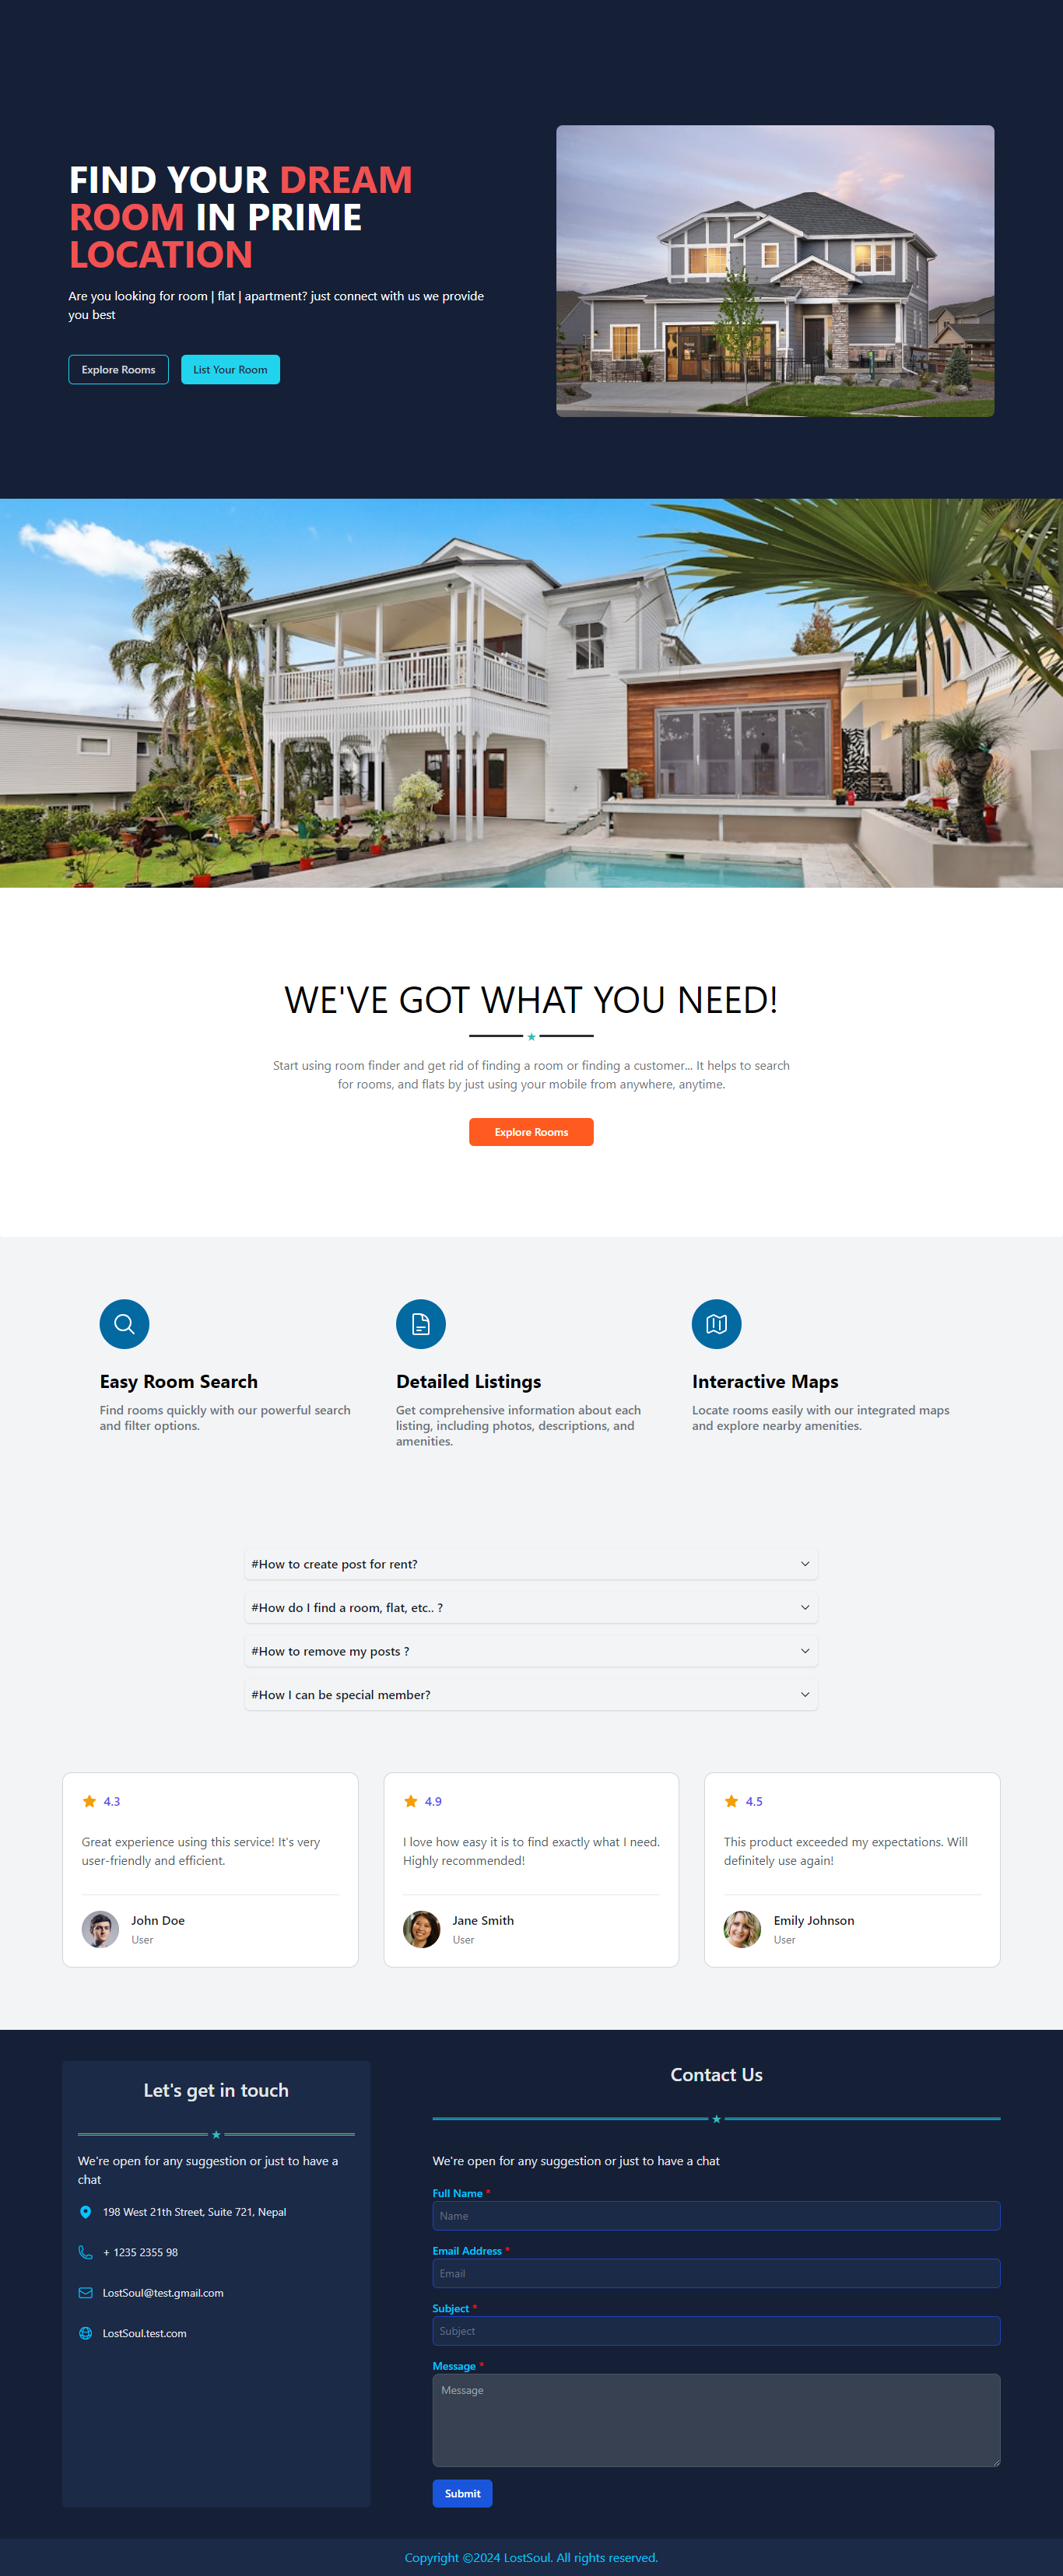 FIND YOUR DREAM
ROOM IN PRIME
LOCATION
Are you looking for room | flat | apartment? just connect with us we provide
you best
Explore Rooms
List Your Room
WE'VE GOT WHAT YOU NEED!
Start using room finder and get rid of finding a room or finding a customer... It helps to search
for rooms, and flats by just using your mobile from anywhere, anytime.
Explore Rooms
Easy Room Search
Find rooms quickly with our powerful search
and filter options.
Detailed Listings
Get comprehensive information about each
listing, including photos, descriptions, and
amenities.
Interactive Maps
Locate rooms easily with our integrated maps
and explore nearby amenities.
#How to create post for rent?
#How do I find a room, flat, etc.. ?
#How to remove my posts ?
#How I can be special member?
4.3
Great experience using this service! It's very
user-friendly and efficient.
John Doe
User
4.9
I love how easy it is to find exactly what I need.
Highly recommended!
Jane Smith
User
4.5
This product exceeded my expectations. Will
definitely use again!
Emily Johnson
User
Let's get in touch
We're open for any suggestion or just to have a
chat
198 West 21th Street, Suite 721, Nepal
+ 1235 2355 98
LostSoul@test.gmail.com
LostSoul.test.com
Contact Us
We're open for any suggestion or just to have a chat
Full Name *
Name
Email Address *
Email
Subject *
Subject
Message *
Message
Submit
Copyright ©2024 LostSoul. All rights reserved.